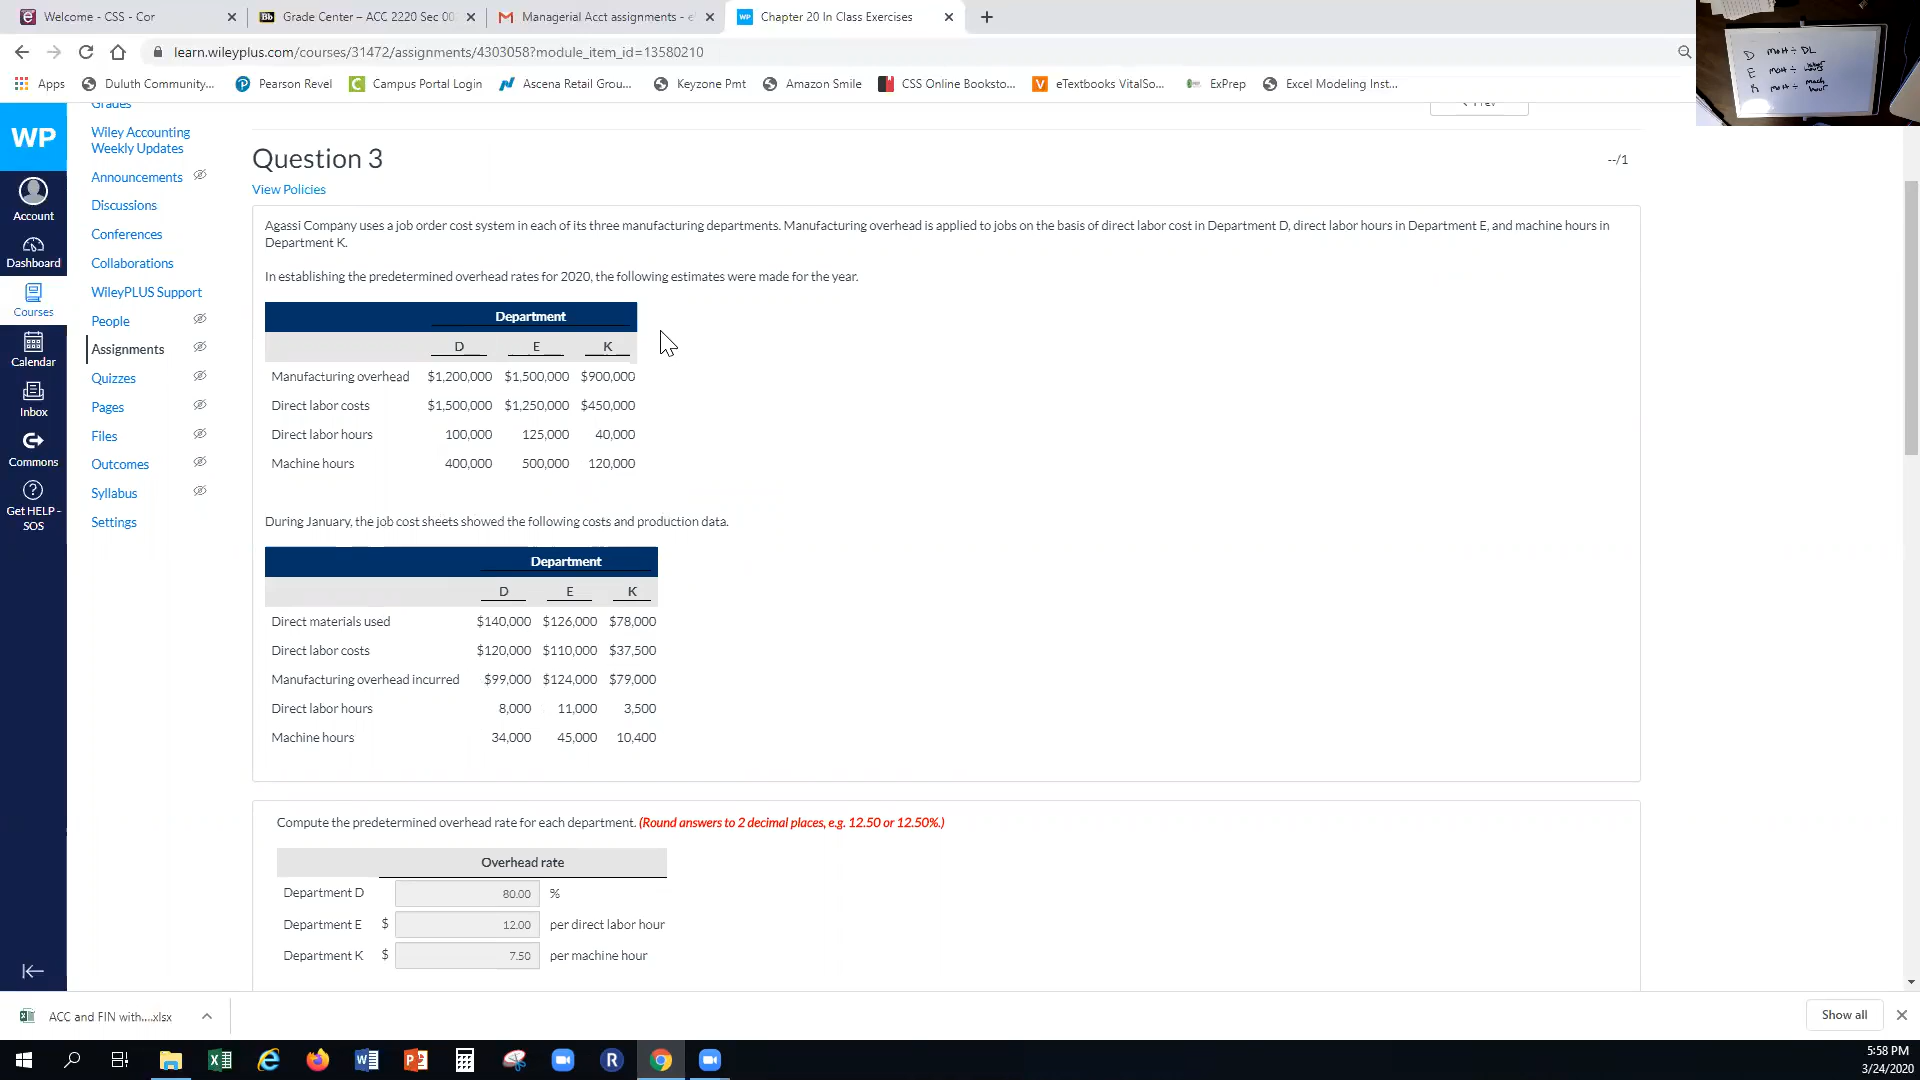 Welcome - CSS - Cor
Grade Center – ACC 2220 Sec 00
Managerial Acct assignments - e
Chapter 20 In Class Exercises
learn.wileyplus.com/courses/31472/assignments/4303058?module_item_id=13580210
Apps
Duluth Community...
Pearson Revel
Campus Portal Login
Ascena Retail Grou...
Keyzone Pmt
Amazon Smile
CSS Online Booksto...
eTextbooks VitalSo...
ExPrep
Excel Modeling Inst...
D MOH ÷ DL
E MOH ÷ labor hours
K MOH ÷ mach hour
WP
Account
Dashboard
Courses
Calendar
Inbox
Commons
Get HELP - SOS
Grades
Wiley Accounting
Weekly Updates
Announcements
Discussions
Conferences
Collaborations
WileyPLUS Support
People
Assignments
Quizzes
Pages
Files
Outcomes
Syllabus
Settings
Question 3
--/1
View Policies
Agassi Company uses a job order cost system in each of its three manufacturing departments. Manufacturing overhead is applied to jobs on the basis of direct labor cost in Department D, direct labor hours in Department E, and machine hours in
Department K.
In establishing the predetermined overhead rates for 2020, the following estimates were made for the year.
Department
D E K
Manufacturing overhead $1,200,000 $1,500,000 $900,000
Direct labor costs $1,500,000 $1,250,000 $450,000
Direct labor hours 100,000 125,000 40,000
Machine hours 400,000 500,000 120,000
During January, the job cost sheets showed the following costs and production data.
Department
D E K
Direct materials used $140,000 $126,000 $78,000
Direct labor costs $120,000 $110,000 $37,500
Manufacturing overhead incurred $99,000 $124,000 $79,000
Direct labor hours 8,000 11,000 3,500
Machine hours 34,000 45,000 10,400
Compute the predetermined overhead rate for each department. (Round answers to 2 decimal places, e.g. 12.50 or 12.50%.)
Overhead rate
Department D 80.00 %
Department E $ 12.00 per direct labor hour
Department K $ 7.50 per machine hour
ACC and FIN with....xlsx
Show all
5:58 PM
3/24/2020